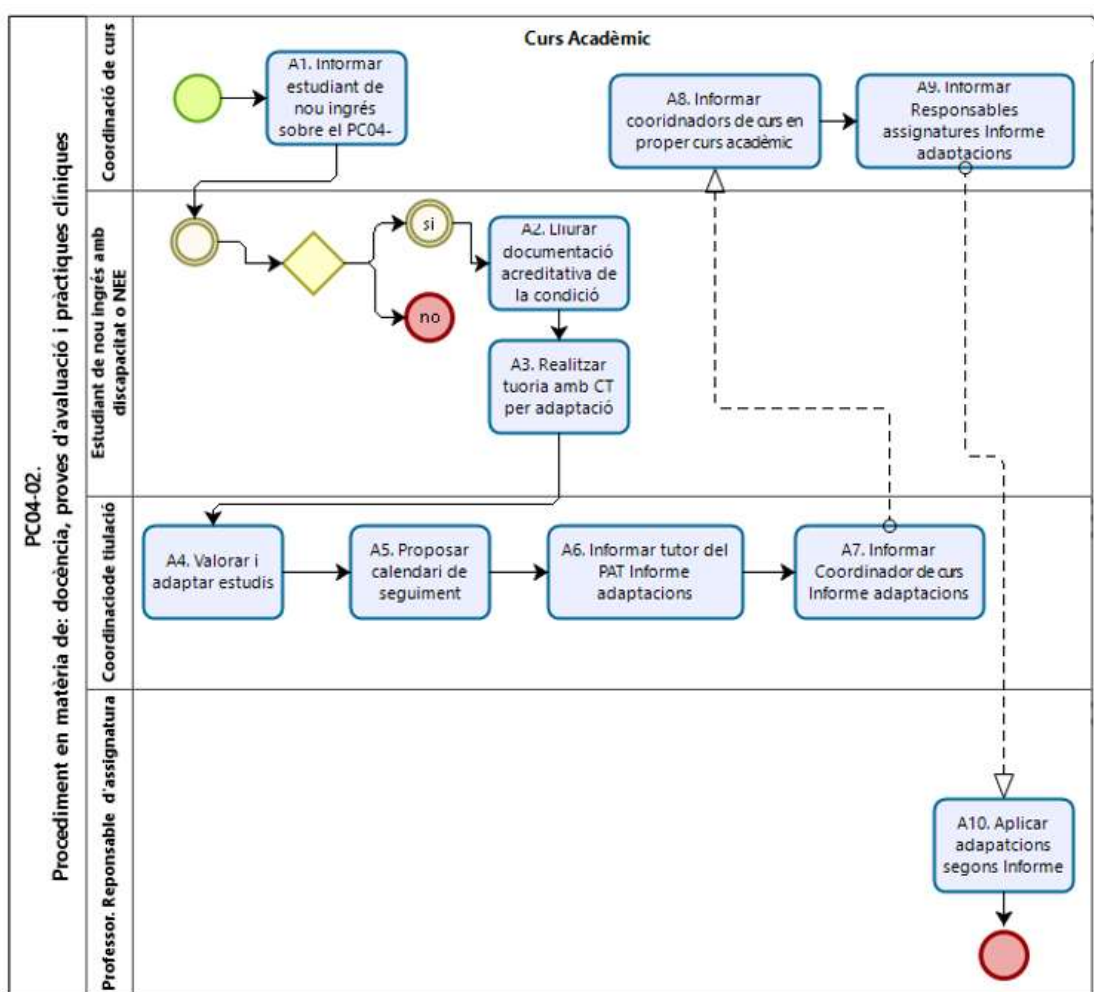 PC04-02.
Procediment en matèria de: docència, proves d'avaluació i pràctiques clíniques
Curs Acadèmic
Coordinació de curs
A1. Informar
estudiant de
nou ingrés
sobre el PC04-
A8. Informar
cooridnadors de curs en
proper curs acadèmic
A9. Informar
Responsables
assignatures Informe
adaptacions
Estudiant de nou ingrés amb
discapacitat o NEE
si
no
A2. Lliurar
documentació
acreditativa de
la condició
A3. Realitzar
tuoria amb CT
per adaptació
Coordinaciode tiulació
A4. Valorar i
adaptar estudis
A5. Proposar
calendari de
seguiment
A6. Informar tutor del
PAT Informe
adaptacions
A7. Informar
Coordinador de curs
Informe adaptacions
Professor. Reponsable d'assignatura
A10. Aplicar
adapatcions
segons Informe